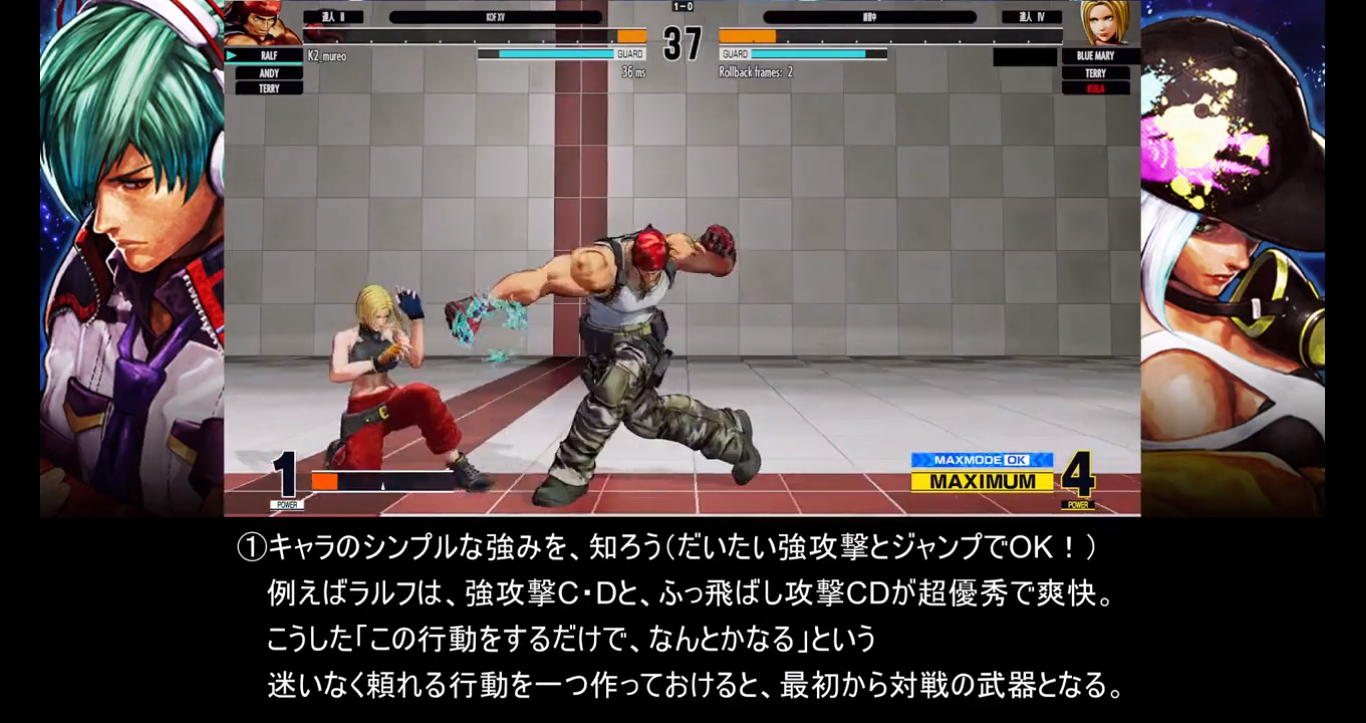 達人 II
KOF XV
1-0
達人 IV
37
RALF
K2_mureo
GUARD
GUARD
BLUE MARY
ANDY
36 ms
Rollback frames: 2
TERRY
TERRY
KULA
1
POWER
MAXMODE OK
MAXIMUM
4
POWER
①キャラのシンプルな強みを、知ろう(だいたい強攻撃とジャンプでOK!)
例えばラルフは、強攻撃C・Dと、ふっ飛ばし攻撃CDが超優秀で爽快。
こうした「この行動をするだけで、なんとかなる」という
迷いなく頼れる行動を一つ作っておけると、最初から対戦の武器となる。